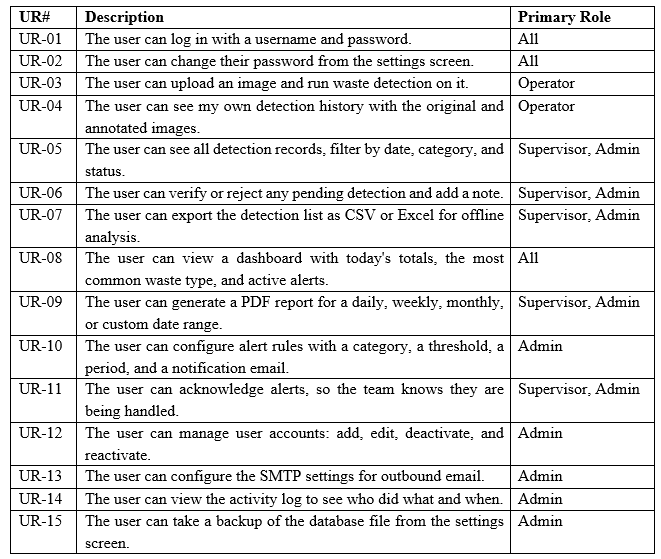 UR# Description Primary Role
UR-01 The user can log in with a username and password. All
UR-02 The user can change their password from the settings screen. All
UR-03 The user can upload an image and run waste detection on it. Operator
UR-04 The user can see my own detection history with the original and Operator
annotated images.
UR-05 The user can see all detection records, filter by date, category, and Supervisor, Admin
status.
UR-06 The user can verify or reject any pending detection and add a note. Supervisor, Admin
UR-07 The user can export the detection list as CSV or Excel for offline Supervisor, Admin
analysis.
UR-08 The user can view a dashboard with today's totals, the most All
common waste type, and active alerts.
UR-09 The user can generate a PDF report for a daily, weekly, monthly, Supervisor, Admin
or custom date range.
UR-10 The user can configure alert rules with a category, a threshold, a Admin
period, and a notification email.
UR-11 The user can acknowledge alerts, so the team knows they are Supervisor, Admin
being handled.
UR-12 The user can manage user accounts: add, edit, deactivate, and Admin
reactivate.
UR-13 The user can configure the SMTP settings for outbound email. Admin
UR-14 The user can view the activity log to see who did what and when. Admin
UR-15 The user can take a backup of the database file from the settings Admin
screen.